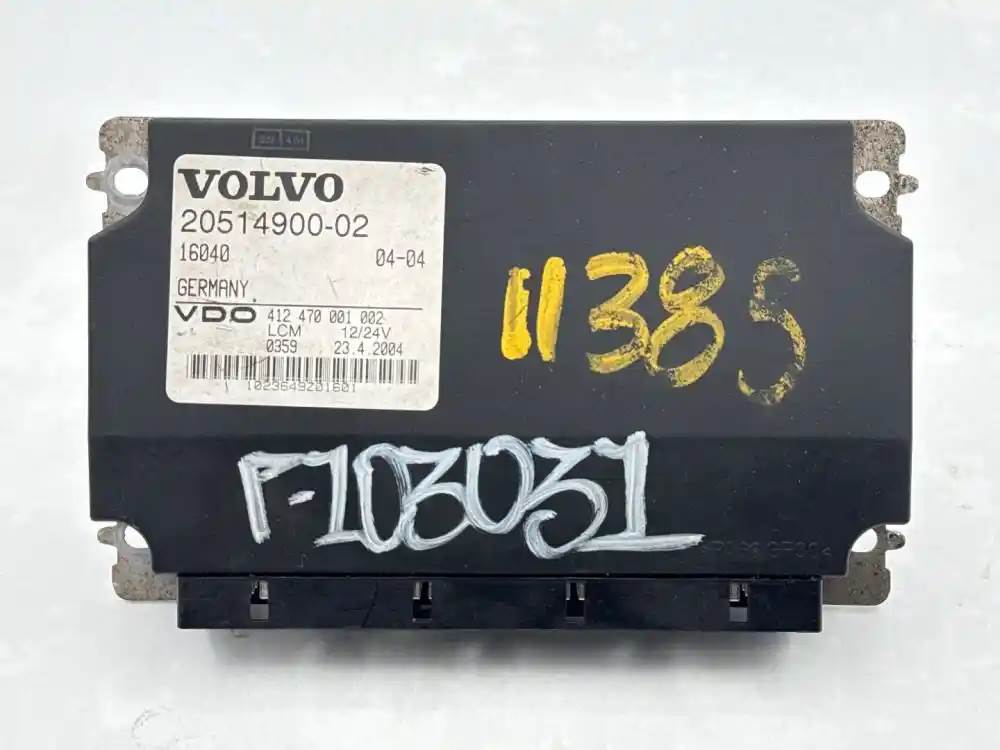 VOLVO
20514900-02
16040 04-04
GERMANY.
VDO 412 470 001 002
LCM 12/24V
0359 23.4.2004
1023649201601
11385
F-103031